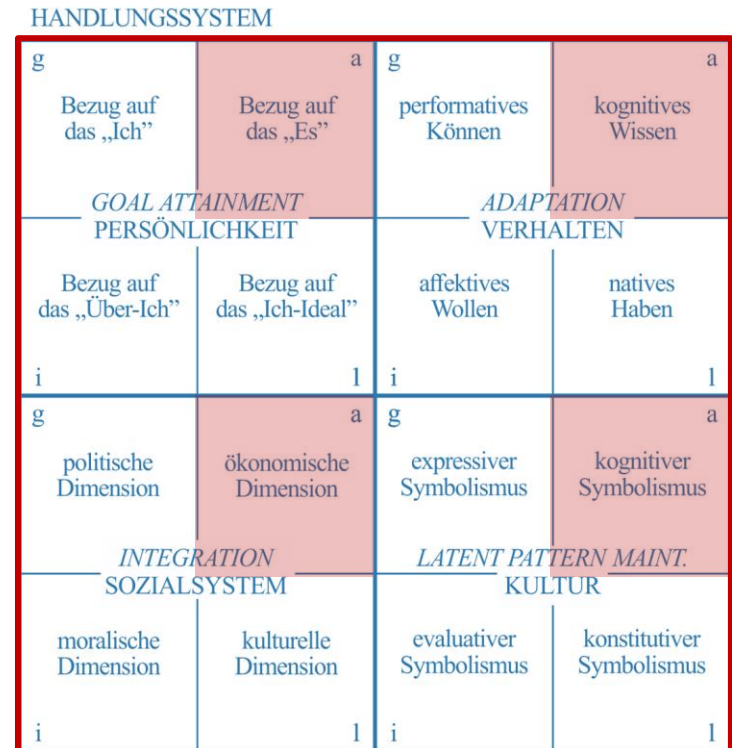 HANDLUNGSSYSTEM
g
a
Bezug auf
das „Ich”
Bezug auf
das „Es”
GOAL ATTAINMENT
PERSÖNLICHKEIT
Bezug auf
das „Über-Ich”
Bezug auf
das „Ich-Ideal”
i
l
g
a
performatives
Können
kognitives
Wissen
ADAPTATION
VERHALTEN
affektives
Wollen
natives
Haben
i
l
g
a
politische
Dimension
ökonomische
Dimension
INTEGRATION
SOZIALSYSTEM
moralische
Dimension
kulturelle
Dimension
i
l
g
a
expressiver
Symbolismus
kognitiver
Symbolismus
LATENT PATTERN MAINT.
KULTUR
evaluativer
Symbolismus
konstitutiver
Symbolismus
i
l